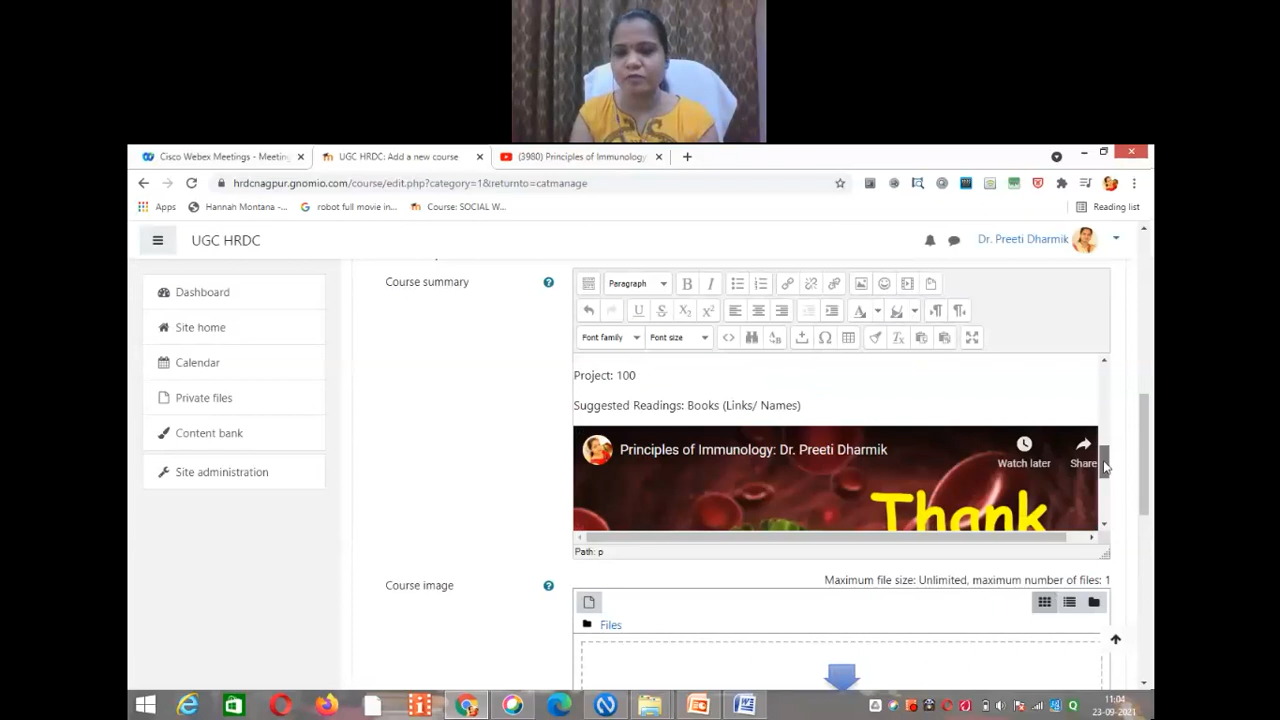 Cisco Webex Meetings - Meeting
UGC HRDC: Add a new course
(3980) Principles of Immunology
hrdcnagpur.gnomio.com/course/edit.php?category=1&returnto=catmanage
Apps
Hannah Montana -...
robot full movie in...
Course: SOCIAL W...
Reading list
UGC HRDC
Dr. Preeti Dharmik
Dashboard
Site home
Calendar
Private files
Content bank
Site administration
Course summary
Paragraph
Font family
Font size
Project: 100
Suggested Readings: Books (Links/ Names)
Principles of Immunology: Dr. Preeti Dharmik
Watch later
Share
Thank
Path: p
Course image
Maximum file size: Unlimited, maximum number of files: 1
Files
11:04
23-09-2021